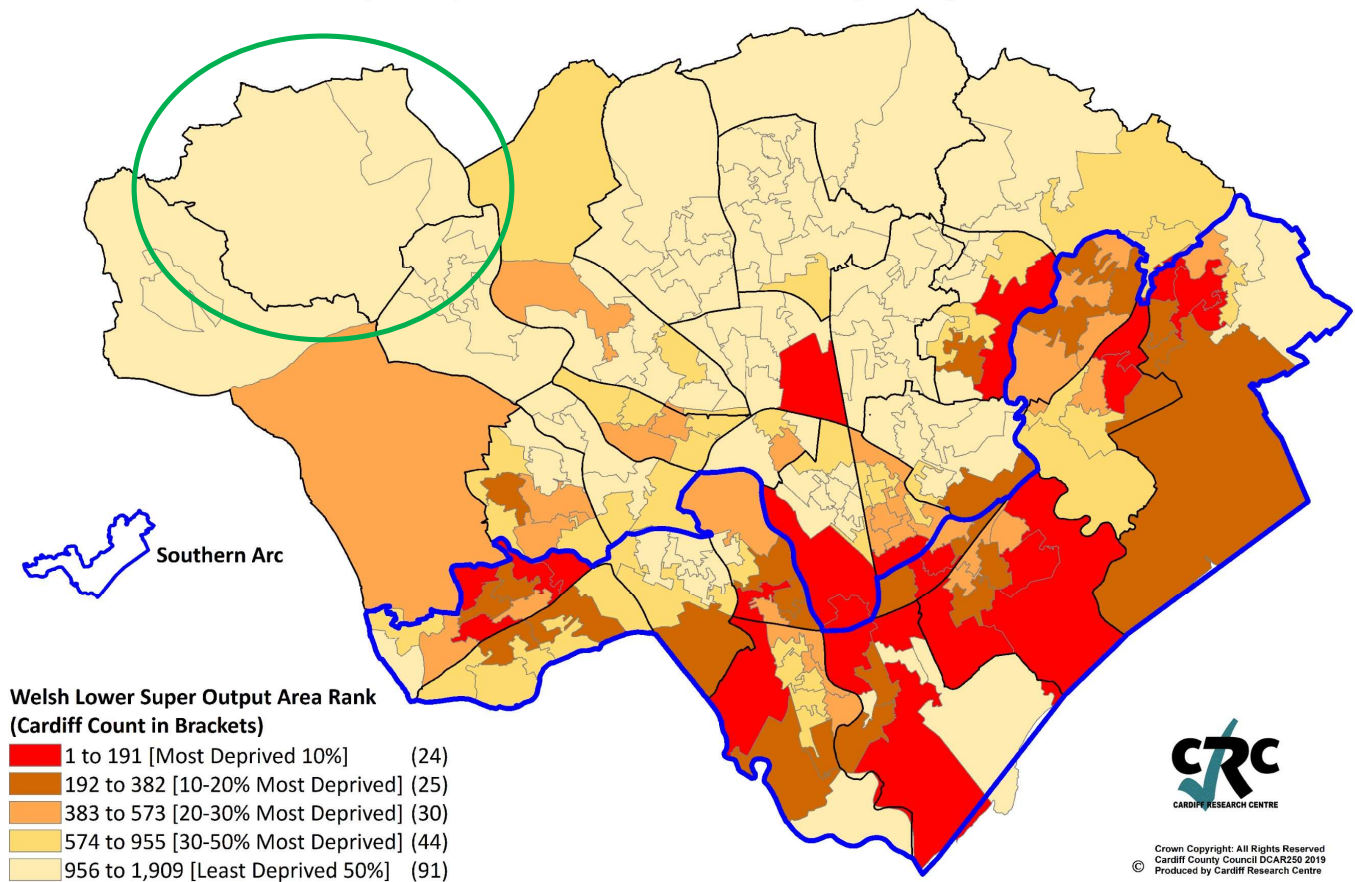 Southern Arc
Welsh Lower Super Output Area Rank
(Cardiff Count in Brackets)
1 to 191 [Most Deprived 10%] (24)
192 to 382 [10-20% Most Deprived] (25)
383 to 573 [20-30% Most Deprived] (30)
574 to 955 [30-50% Most Deprived] (44)
956 to 1,909 [Least Deprived 50%] (91)
CRC
CARDIFF RESEARCH CENTRE
Crown Copyright: All Rights Reserved
© Cardiff County Council DCAR250 2019
Produced by Cardiff Research Centre